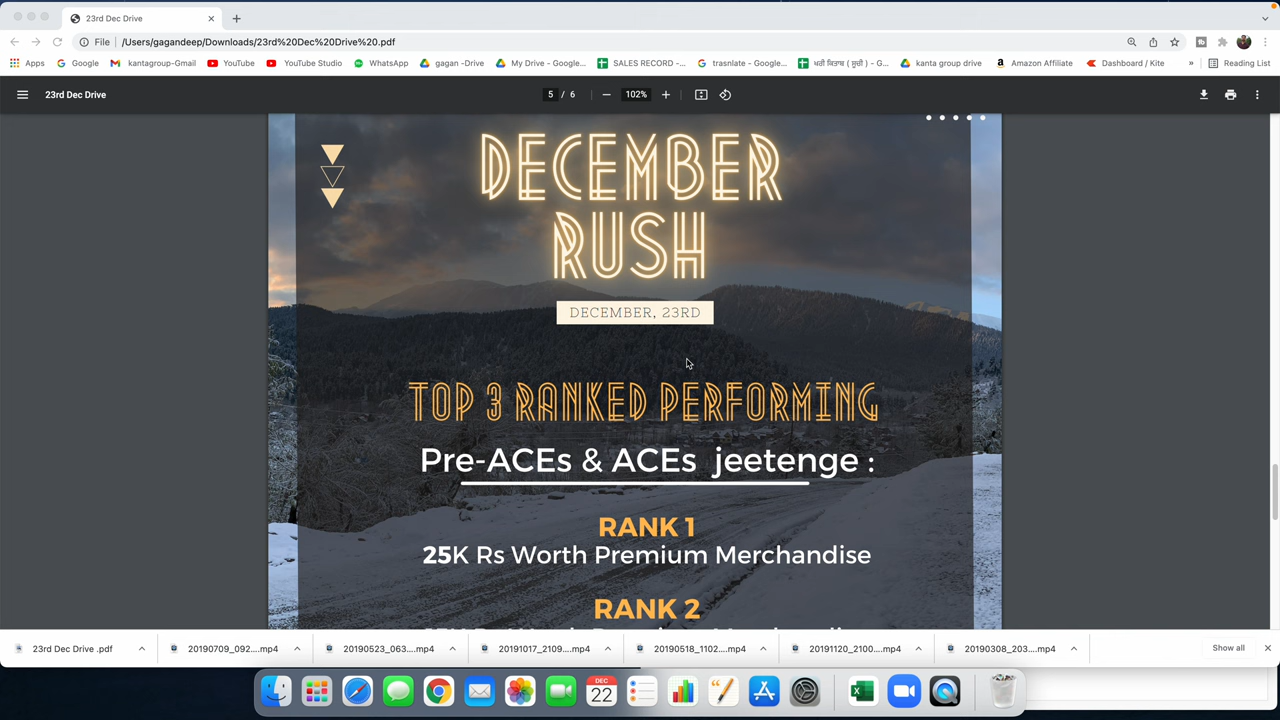 23rd Dec Drive
File
/Users/gagandeep/Downloads/23rd%20Dec%20Drive%20.pdf
Apps
Google
kantagroup-Gmail
YouTube
YouTube Studio
WhatsApp
gagan -Drive
My Drive - Google...
SALES RECORD -...
trasnlate - Google...
ਖਰੀ ਕਿਤਾਬ ( ਸੂਚੀ ) - G...
kanta group drive
Amazon Affiliate
Dashboard / Kite
»
Reading List
23rd Dec Drive
5 / 6
102%
DECEMBER
RUSH
DECEMBER, 23RD
TOP 3 RANKED PERFORMING
Pre-ACEs & ACEs jeetenge :
RANK 1
25K Rs Worth Premium Merchandise
RANK 2
23rd Dec Drive .pdf
20190709_092....mp4
20190523_063....mp4
20191017_2109....mp4
20190518_1102....mp4
20191120_2100....mp4
20190308_203....mp4
Show all
DEC
22